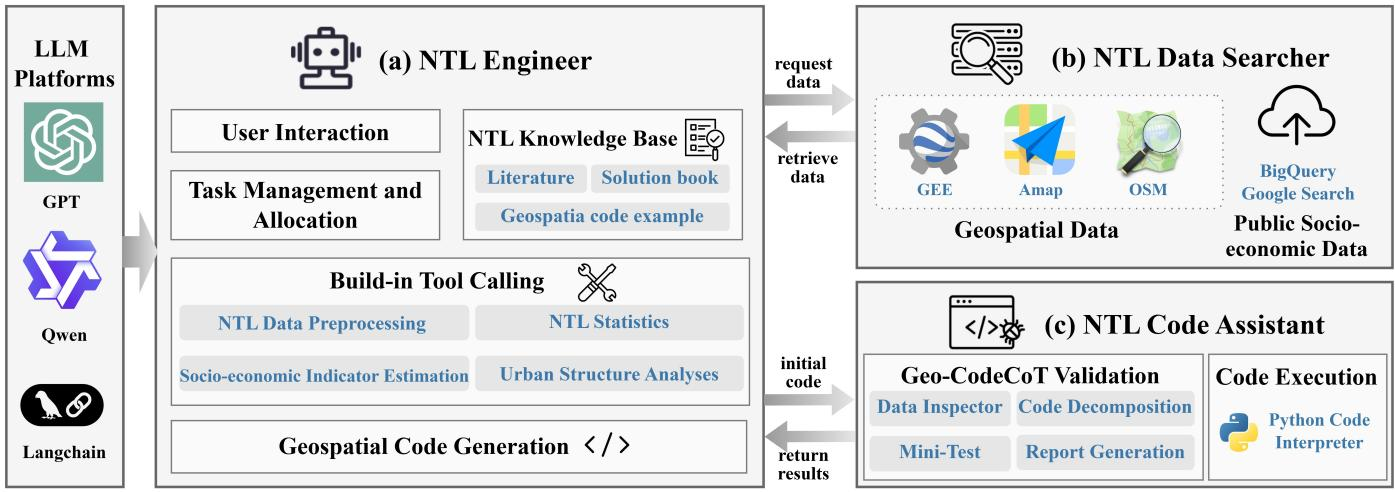 LLM
Platforms
GPT
Qwen
Langchain
(a) NTL Engineer
User Interaction
Task Management and
Allocation
NTL Knowledge Base
Literature
Solution book
Geospatia code example
Build-in Tool Calling
NTL Data Preprocessing
NTL Statistics
Socio-economic Indicator Estimation
Urban Structure Analyses
Geospatial Code Generation </>
request
data
retrieve
data
initial
code
return
results
(b) NTL Data Searcher
GEE
Amap
OSM
Geospatial Data
BigQuery
Google Search
Public Socio-
economic Data
</>
(c) NTL Code Assistant
Geo-CodeCoT Validation
Data Inspector
Code Decomposition
Mini-Test
Report Generation
Code Execution
Python Code
Interpreter